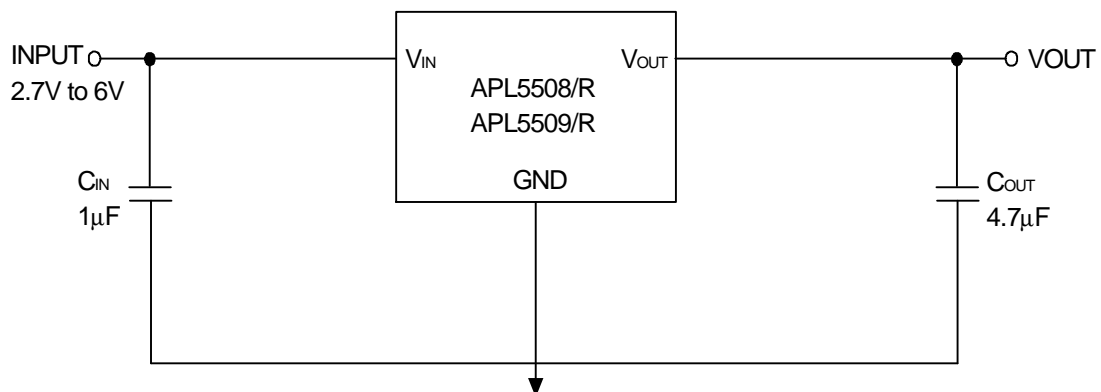 INPUT
2.7V to 6V
VIN
VOUT
APL5508/R
APL5509/R
GND
VOUT
CIN
1μF
COUT
4.7μF